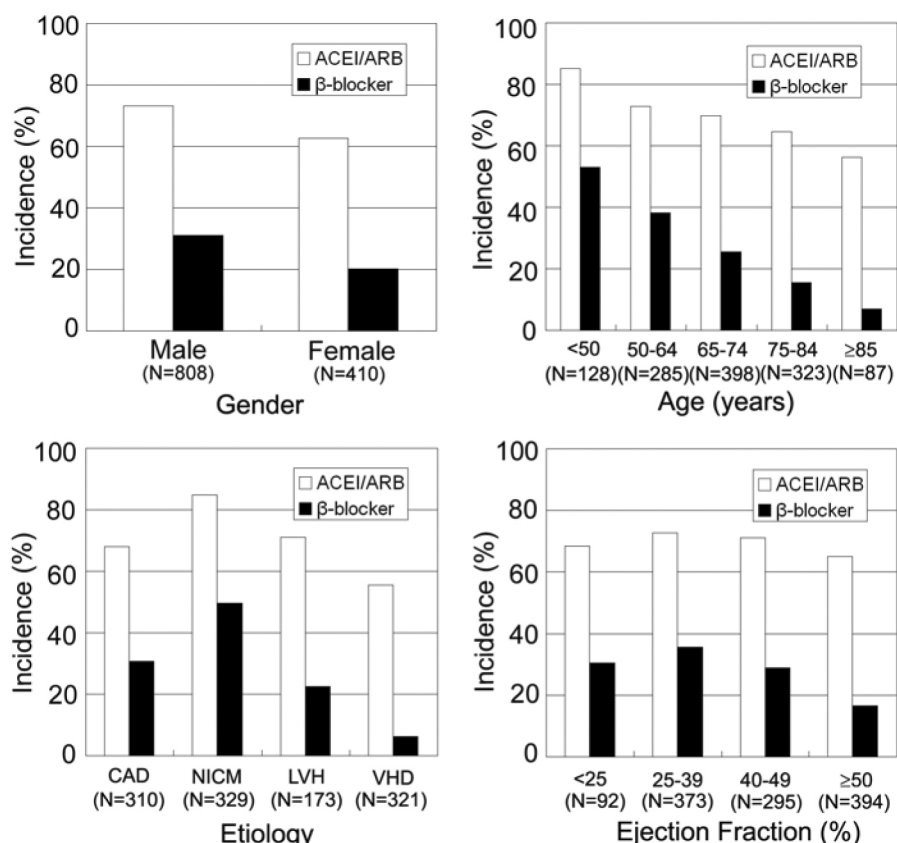 100
80
60
40
20
0
Incidence (%)
ACEI/ARB
β-blocker
Male
Female
(N=808)
(N=410)
Gender
100
80
60
40
20
0
Incidence (%)
ACEI/ARB
β-blocker
<50 50-64 65-74 75-84 ≥85
(N=128)(N=285)(N=398)(N=323)(N=87)
Age (years)
100
80
60
40
20
0
Incidence (%)
ACEI/ARB
β-blocker
CAD NICM LVH VHD
(N=310) (N=329) (N=173) (N=321)
Etiology
100
80
60
40
20
0
Incidence (%)
ACEI/ARB
β-blocker
<25 25-39 40-49 ≥50
(N=92) (N=373) (N=295) (N=394)
Ejection Fraction (%)